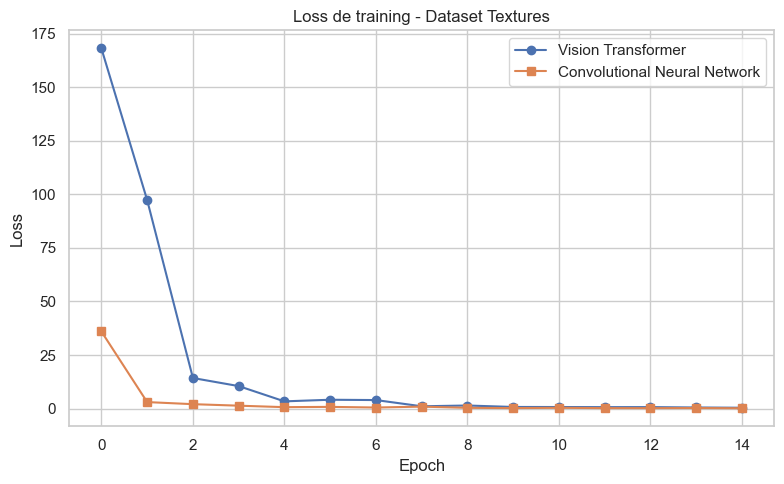 Loss de training - Dataset Textures
Vision Transformer
Convolutional Neural Network
Loss
175
150
125
100
75
50
25
0
0 2 4 6 8 10 12 14
Epoch